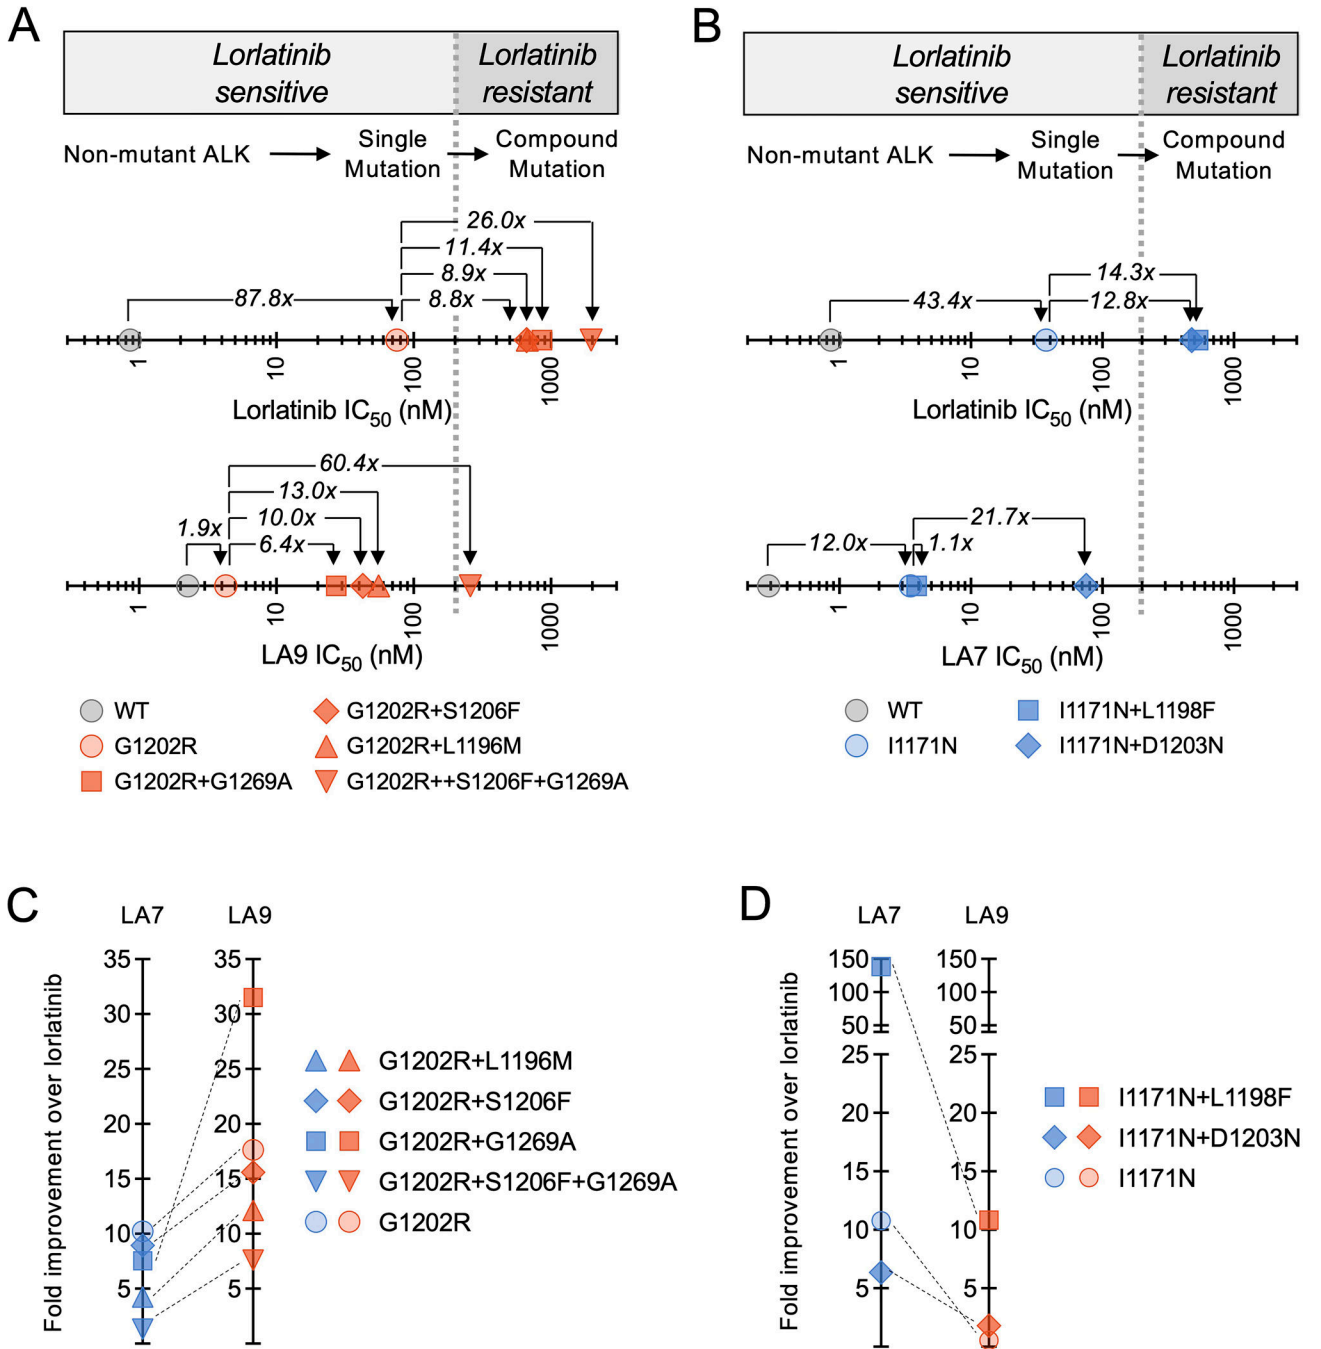 A
Lorlatinib
sensitive
Lorlatinib
resistant
Non-mutant ALK
Single
Mutation
Compound
Mutation
26.0x
11.4x
8.9x
87.8x
8.8x
1
10
100
1000
Lorlatinib IC50 (nM)
60.4x
13.0x
10.0x
1.9x
6.4x
1
10
100
1000
LA9 IC50 (nM)
WT
G1202R
G1202R+G1269A
G1202R+S1206F
G1202R+L1196M
G1202R++S1206F+G1269A
B
Lorlatinib
sensitive
Lorlatinib
resistant
Non-mutant ALK
Single
Mutation
Compound
Mutation
14.3x
43.4x
12.8x
1
10
100
1000
Lorlatinib IC50 (nM)
21.7x
12.0x
1.1x
1
10
100
1000
LA7 IC50 (nM)
WT
I1171N
I1171N+L1198F
I1171N+D1203N
C
LA7
LA9
Fold improvement over lorlatinib
35
30
25
20
15
10
5
35
30
25
20
15
10
5
G1202R+L1196M
G1202R+S1206F
G1202R+G1269A
G1202R+S1206F+G1269A
G1202R
D
LA7
LA9
Fold improvement over lorlatinib
150
100
50
25
20
15
10
5
150
100
50
25
20
15
10
5
I1171N+L1198F
I1171N+D1203N
I1171N